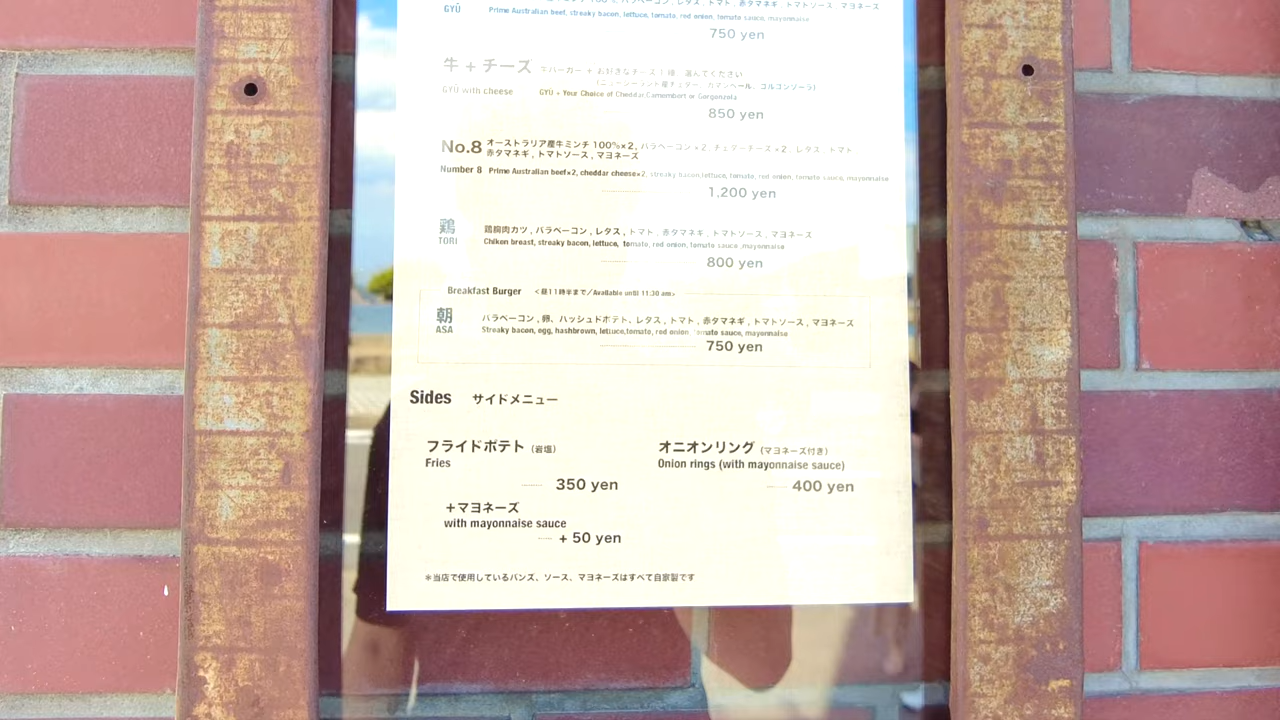 GYŪ
Prime Australian beef, streaky bacon, lettuce, tomato, red onion, tomato sauce, mayonnaise
750 yen
牛 + チーズ 牛バーガー + お好きなチーズ1種、選んでください
(ニュージーランド産チェダー、カマンベール、ゴルゴンゾーラ)
GYŪ with cheese GYŪ + Your Choice of Cheddar Camembert or Gorgonzola
850 yen
No.8 オーストラリア産牛ミンチ 100%×2, バラベーコン×2, チェダーチーズ×2, レタス, トマト
赤タマネギ , トマトソース , マヨネーズ
Number 8 Prime Australian beef×2, cheddar cheese×2, streaky bacon lettuce, tomato, red onion, tomato sauce, mayonnaise
1,200 yen
鶏 鶏胸肉カツ , バラベーコン , レタス , トマト , 赤タマネギ , トマトソース , マヨネーズ
TORI Chiken breast, streaky bacon, lettuce, tomato, red onion, tomato sauce ,mayonnaise
800 yen
Breakfast Burger <昼11時半まで/Available until 11:30 am>
朝 バラベーコン , 卵、ハッシュドポテト、レタス , トマト , 赤タマネギ , トマトソース , マヨネーズ
ASA Streaky bacon, egg, hashbrown, lettuce,tomato, red onion, tomato sauce, mayonnaise
750 yen
Sides サイドメニュー
フライドポテト (岩塩)
Fries
350 yen
+マヨネーズ
with mayonnaise sauce
+ 50 yen
オニオンリング (マヨネーズ付き)
Onion rings (with mayonnaise sauce)
400 yen
＊当店で使用しているバンズ、ソース、マヨネーズはすべて自家製です